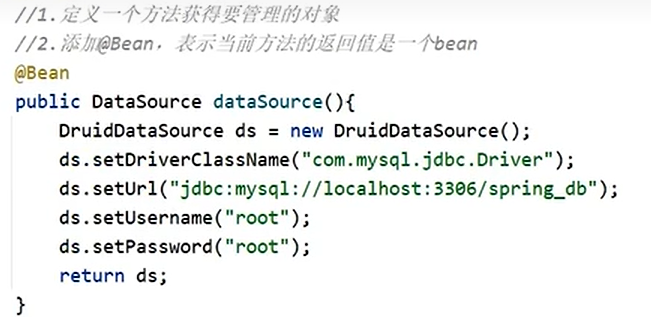 //1.定义一个方法获得要管理的对象
//2.添加@Bean，表示当前方法的返回值是一个bean
@Bean
public DataSource dataSource(){
    DruidDataSource ds = new DruidDataSource();
    ds.setDriverClassName("com.mysql.jdbc.Driver");
    ds.setUrl("jdbc:mysql://localhost:3306/spring_db");
    ds.setUsername("root");
    ds.setPassword("root");
    return ds;
}